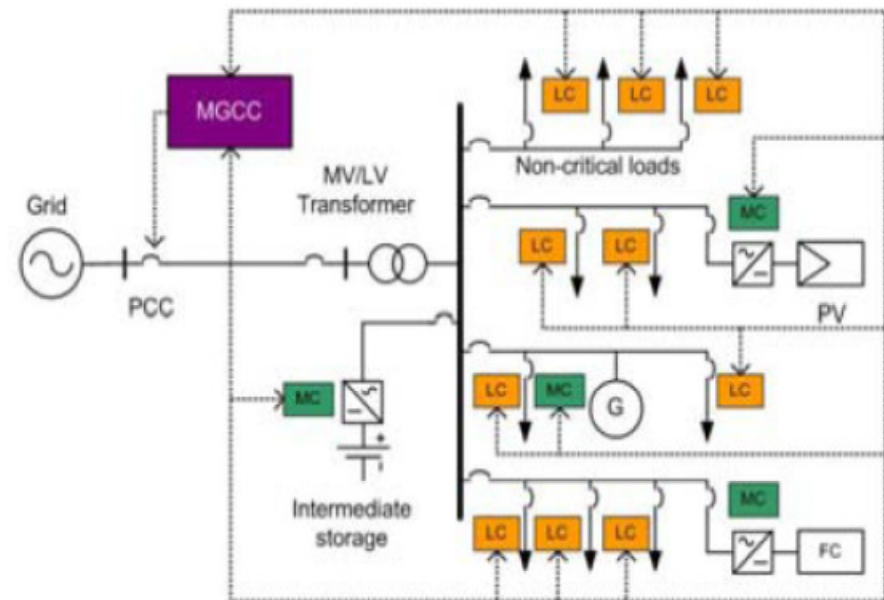 MGCC
LC
LC
LC
Non-critical loads
MV/LV
Transformer
Grid
MC
LC
LC
PCC
PV
MC
LC
MC
G
LC
+
-
Intermediate
storage
MC
LC
LC
LC
FC